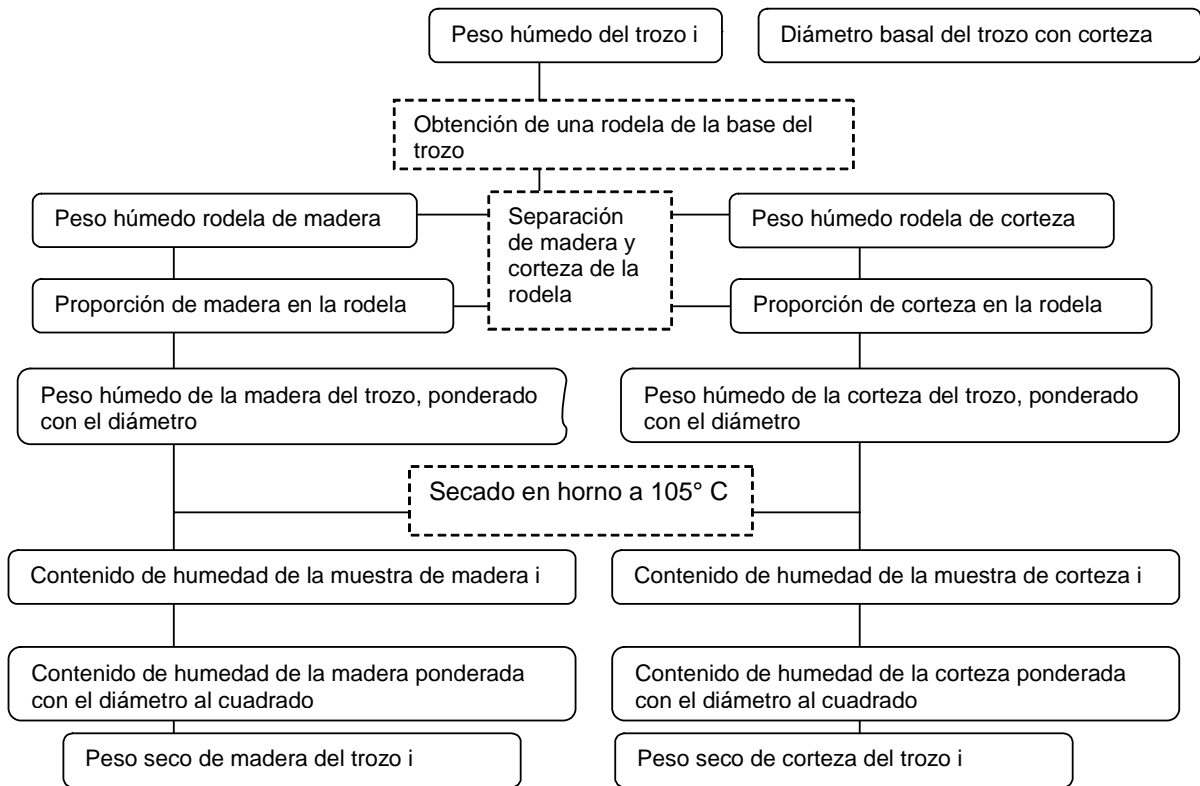 Peso húmedo del trozo i
Diámetro basal del trozo con corteza
Obtención de una rodela de la base del
trozo
Peso húmedo rodela de madera
Separación
de madera y
corteza de la
rodela
Peso húmedo rodela de corteza
Proporción de madera en la rodela
Proporción de corteza en la rodela
Peso húmedo de la madera del trozo, ponderado
con el diámetro
Peso húmedo de la corteza del trozo, ponderado
con el diámetro
Secado en horno a 105° C
Contenido de humedad de la muestra de madera i
Contenido de humedad de la muestra de corteza i
Contenido de humedad de la madera ponderada
con el diámetro al cuadrado
Contenido de humedad de la corteza ponderada
con el diámetro al cuadrado
Peso seco de madera del trozo i
Peso seco de corteza del trozo i